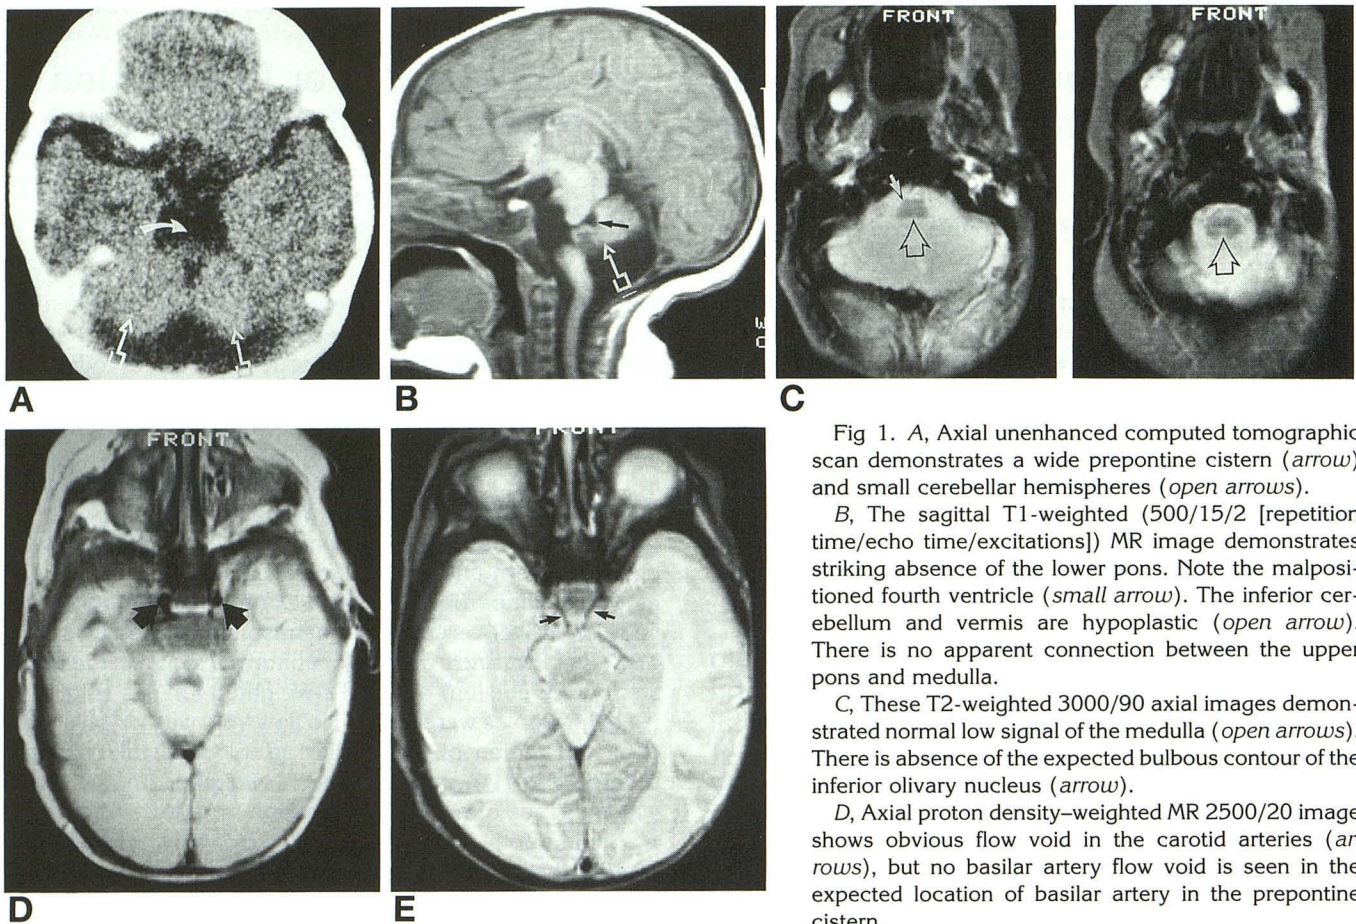 FRONT
FRONT
A
B
C
FRONT
D
E
Fig 1. A, Axial unenhanced computed tomographic
scan demonstrates a wide prepontine cistern (arrow)
and small cerebellar hemispheres (open arrows).
B, The sagittal T1-weighted (500/15/2 [repetition
time/echo time/excitations]) MR image demonstrates
striking absence of the lower pons. Note the malposi-
tioned fourth ventricle (small arrow). The inferior cer-
ebellum and vermis are hypoplastic (open arrow).
There is no apparent connection between the upper
pons and medulla.
C, These T2-weighted 3000/90 axial images demon-
strated normal low signal of the medulla (open arrows).
There is absence of the expected bulbous contour of the
inferior olivary nucleus (arrow).
D, Axial proton density–weighted MR 2500/20 image
shows obvious flow void in the carotid arteries (ar-
rows), but no basilar artery flow void is seen in the
expected location of basilar artery in the prepontine
cistern.